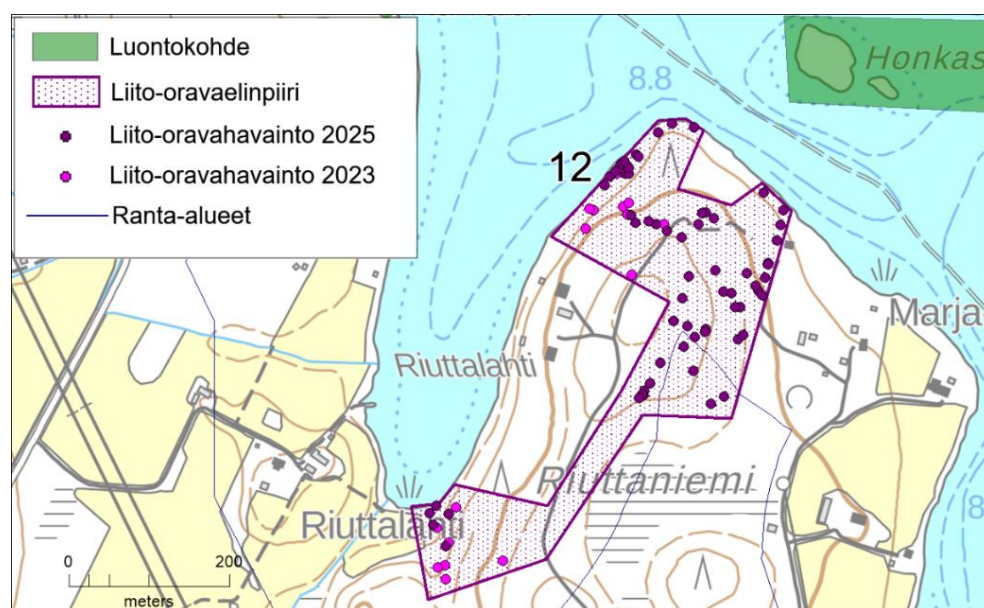 Luontokohde
Liito-oravaelinpiiri
Liito-oravahavainto 2025
Liito-oravahavainto 2023
Ranta-alueet
Honkas
8.8
12
Marja
Riuttalahti
Riuttaniemi
Riuttalahti
8
0 200
meters